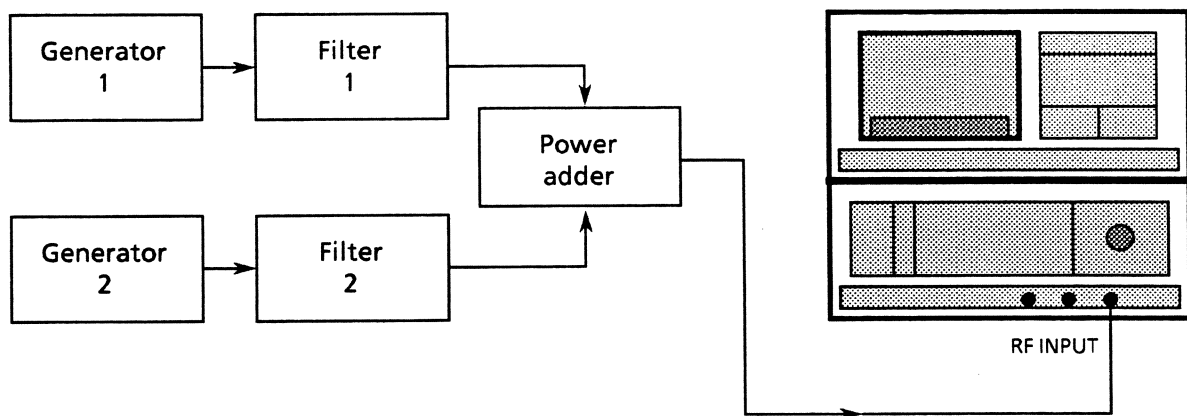 Generator
1
Filter
1
Power
adder
Generator
2
Filter
2
RF INPUT